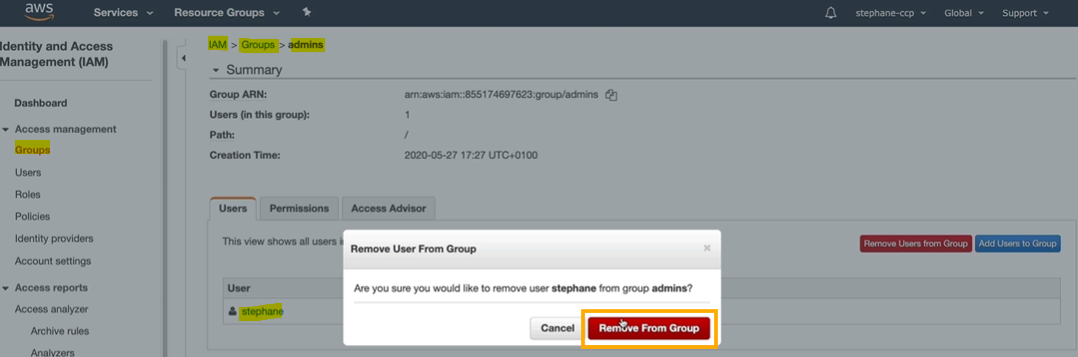 aws Services Resource Groups stephane-ccp Global Support
Identity and Access
Management (IAM)
Dashboard
Access management
Groups
Users
Roles
Policies
Identity providers
Account settings
Access reports
Access analyzer
Archive rules
Analyzers
IAM > Groups > admins
Summary
Group ARN: arn:aws:iam::855174697623:group/admins
Users (in this group): 1
Path: /
Creation Time: 2020-05-27 17:27 UTC+0100
Users Permissions Access Advisor
This view shows all users i
Remove Users from Group Add Users to Group
User
stephane
Remove User From Group ×
Are you sure you would like to remove user stephane from group admins?
Cancel Remove From Group